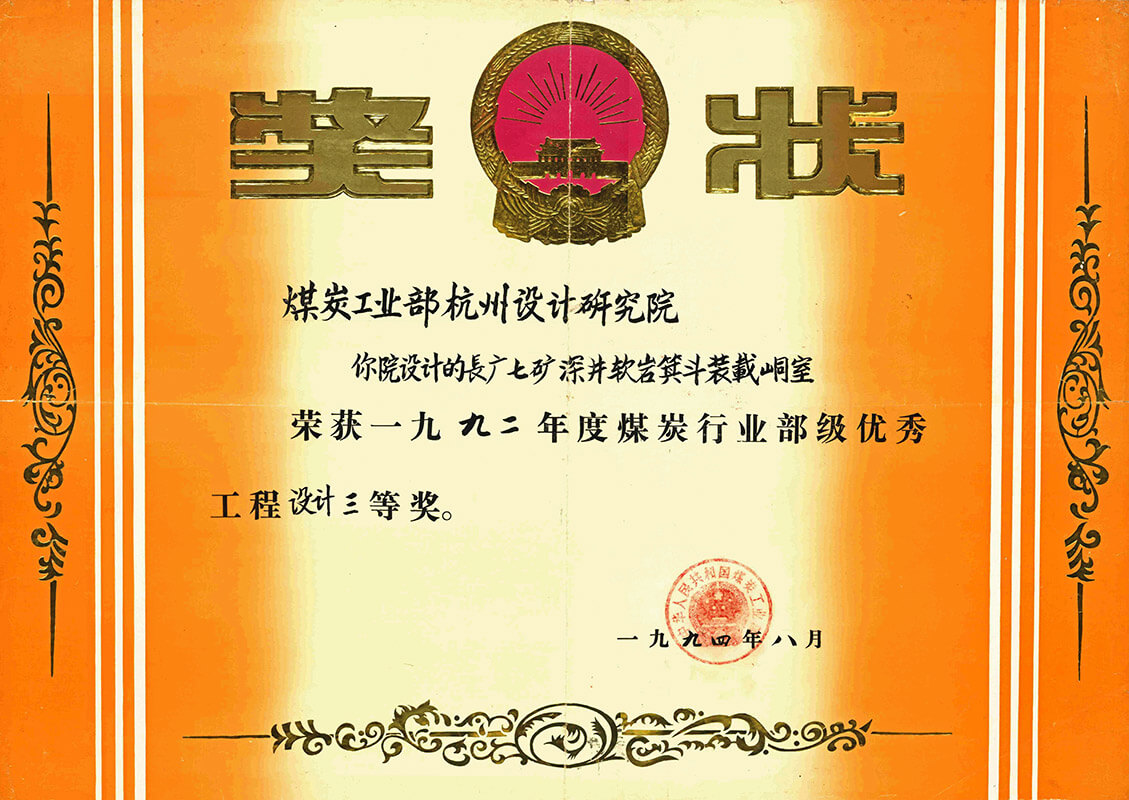 奖状
煤炭工业部杭州设计研究院
你院设计的長广七矿深井软岩箕斗装載峒室
荣获一九九二年度煤炭行业部级优秀
工程设计三等奖。
中华人民共和国煤炭工业
一九九四年八月